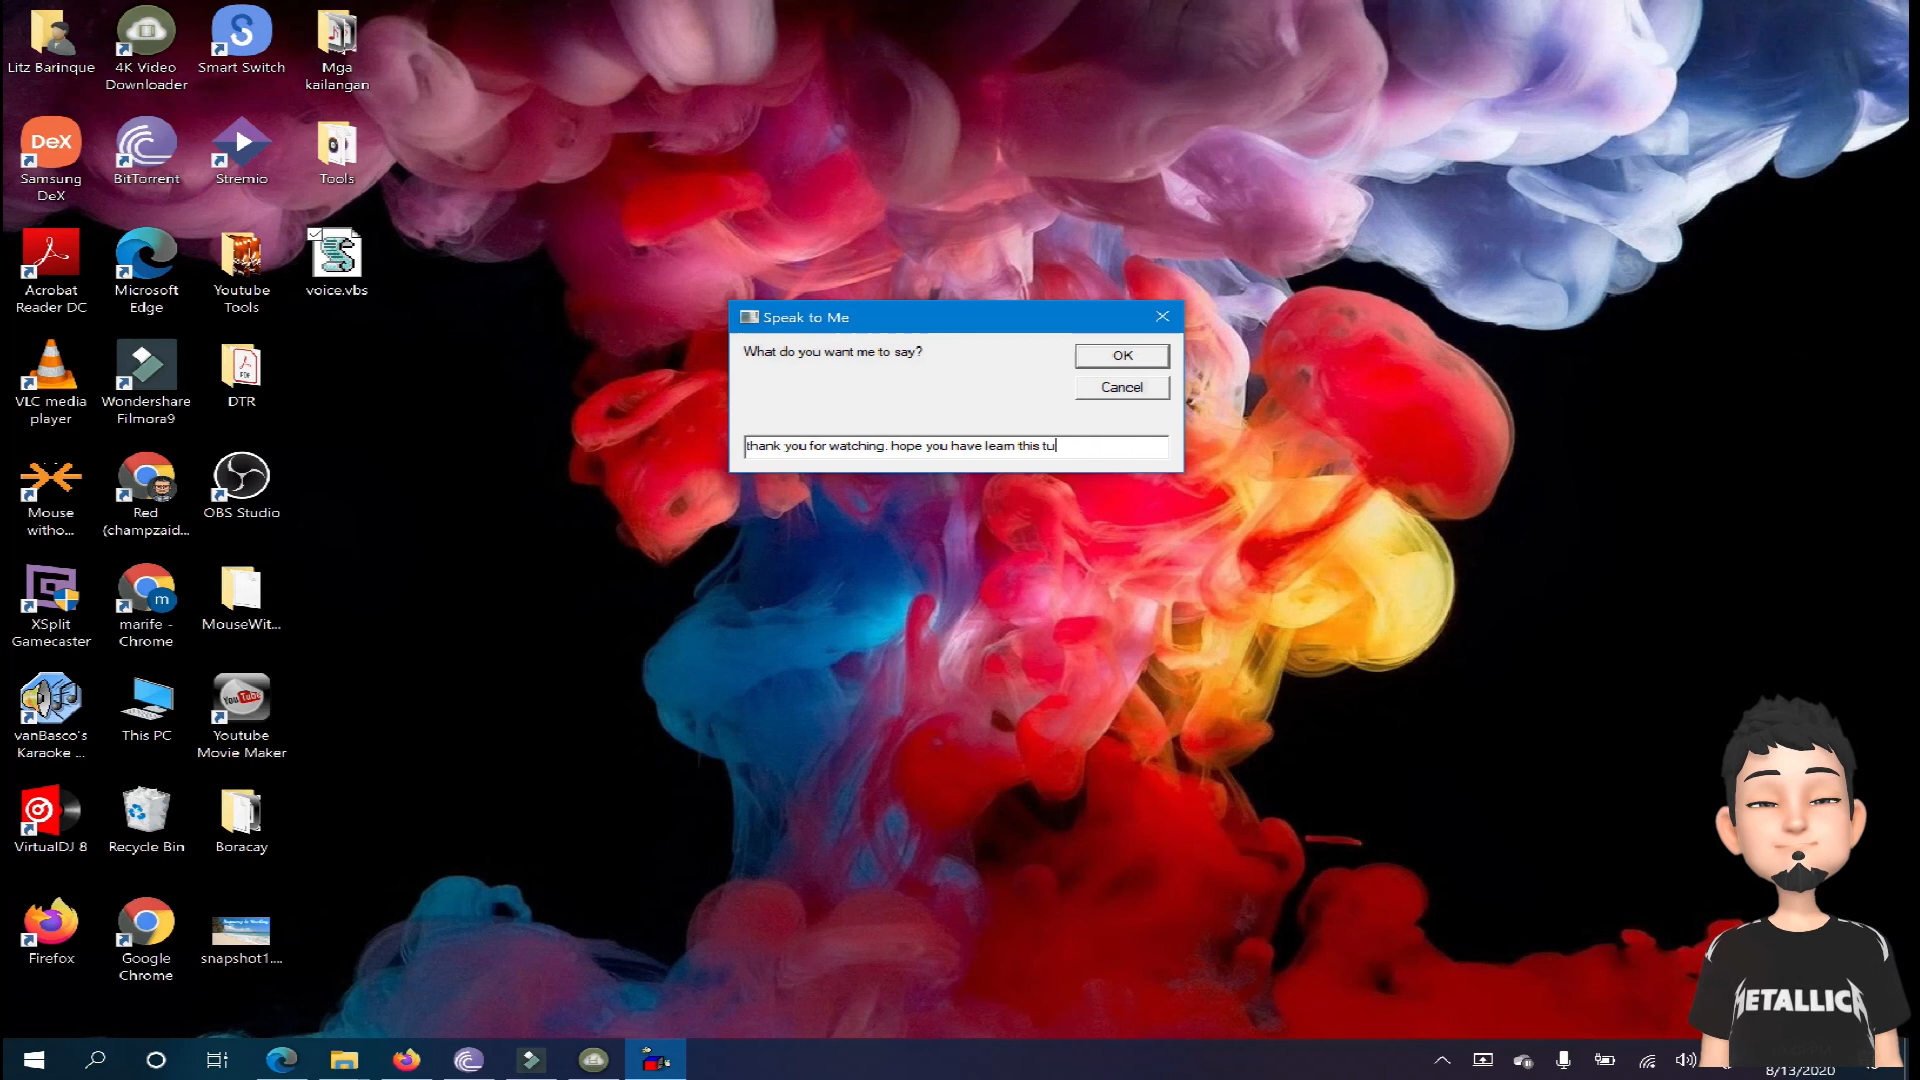 Litz Barinque
4K Video
Downloader
Smart Switch
Mga
kailangan
DeX
Samsung
DeX
BitTorrent
Stremio
Tools
Acrobat
Reader DC
Microsoft
Edge
Youtube
Tools
voice.vbs
VLC media
player
Wondershare
Filmora9
PDF
DTR
Mouse
witho...
Red
(champzaid...
OBS Studio
XSplit
Gamecaster
m
marife -
Chrome
MouseWit...
vanBasco's
Karaoke ...
This PC
You Tube
Youtube
Movie Maker
VirtualDJ 8
Recycle Bin
Boracay
Firefox
Google
Chrome
snapshot1....
Speak to Me
What do you want me to say?
OK
Cancel
thank you for watching. hope you have learn this tu
METALLICA
8/13/2020